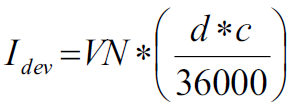 I_dev = VN * (d * c / 36000)